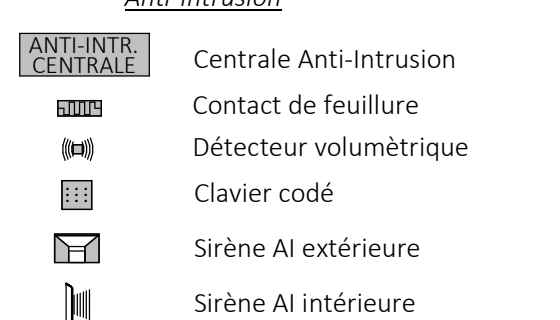 Anti-Intrusion
ANTI-INTR.
CENTRALE
Centrale Anti-Intrusion
Contact de feuillure
Détecteur volumètrique
Clavier codé
Sirène AI extérieure
Sirène AI intérieure